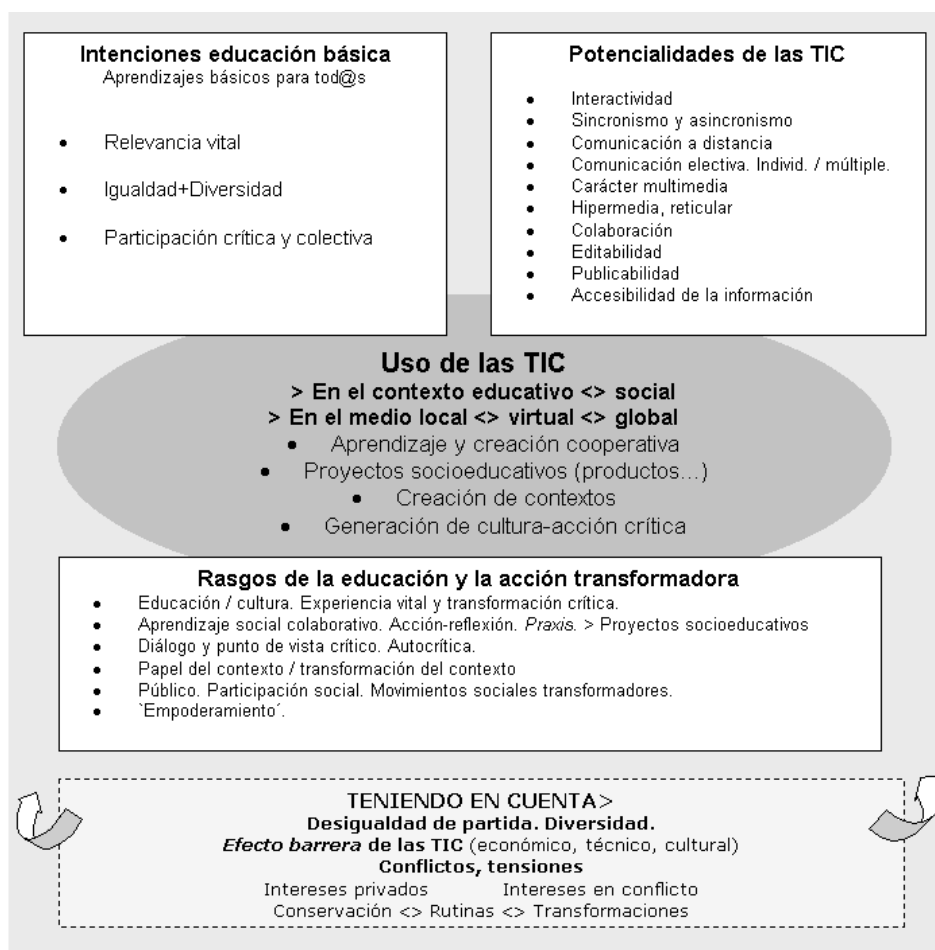 Intenciones educación básica
Aprendizajes básicos para tod@s
• Relevancia vital
• Igualdad+Diversidad
• Participación crítica y colectiva
Potencialidades de las TIC
• Interactividad
• Sincronismo y asincronismo
• Comunicación a distancia
• Comunicación electiva. Individ. / múltiple.
• Carácter multimedia
• Hipermedia, reticular
• Colaboración
• Editabilidad
• Publicabilidad
• Accesibilidad de la información
Uso de las TIC
> En el contexto educativo <> social
> En el medio local <> virtual <> global
• Aprendizaje y creación cooperativa
• Proyectos socioeducativos (productos...)
• Creación de contextos
• Generación de cultura-acción crítica
Rasgos de la educación y la acción transformadora
• Educación / cultura. Experiencia vital y transformación crítica.
• Aprendizaje social colaborativo. Acción-reflexión. Praxis. > Proyectos socioeducativos
• Diálogo y punto de vista crítico. Autocrítica.
• Papel del contexto / transformación del contexto
• Público. Participación social. Movimientos sociales transformadores.
• `Empoderamiento´.
TENIENDO EN CUENTA>
Desigualdad de partida. Diversidad.
Efecto barrera de las TIC (económico, técnico, cultural)
Conflictos, tensiones
Intereses privados Intereses en conflicto
Conservación <> Rutinas <> Transformaciones